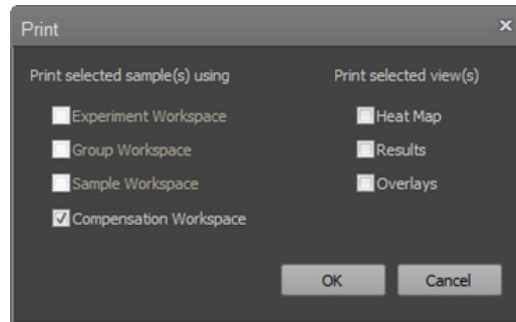 Print
Print selected sample(s) using
Experiment Workspace
Group Workspace
Sample Workspace
Compensation Workspace
Print selected view(s)
Heat Map
Results
Overlays
OK
Cancel